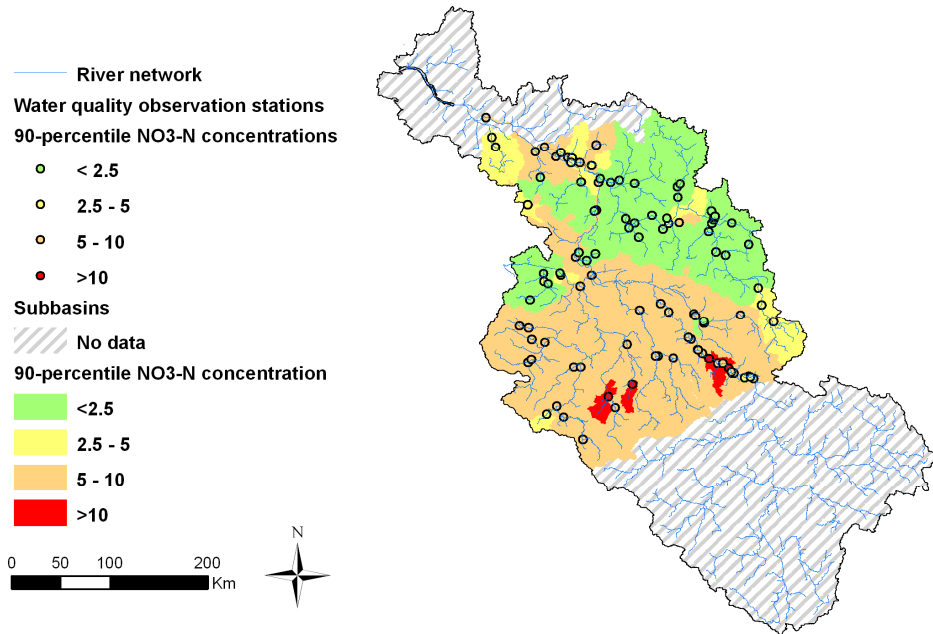 River network
Water quality observation stations
90-percentile NO3-N concentrations
< 2.5
2.5 - 5
5 - 10
>10
Subbasins
No data
90-percentile NO3-N concentration
<2.5
2.5 - 5
5 - 10
>10
N
0 50 100 200
Km